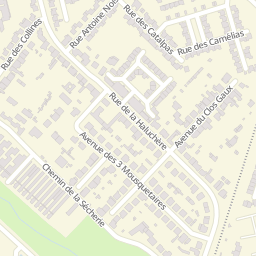 Rue des Collines
Rue Antoine No
Rue des Catalpas
Rue des Camélias
Rue de la Haluchère
Avenue du Clos Gaux
Avenue des 3 Mousquetaires
Chemin de la Sécherie